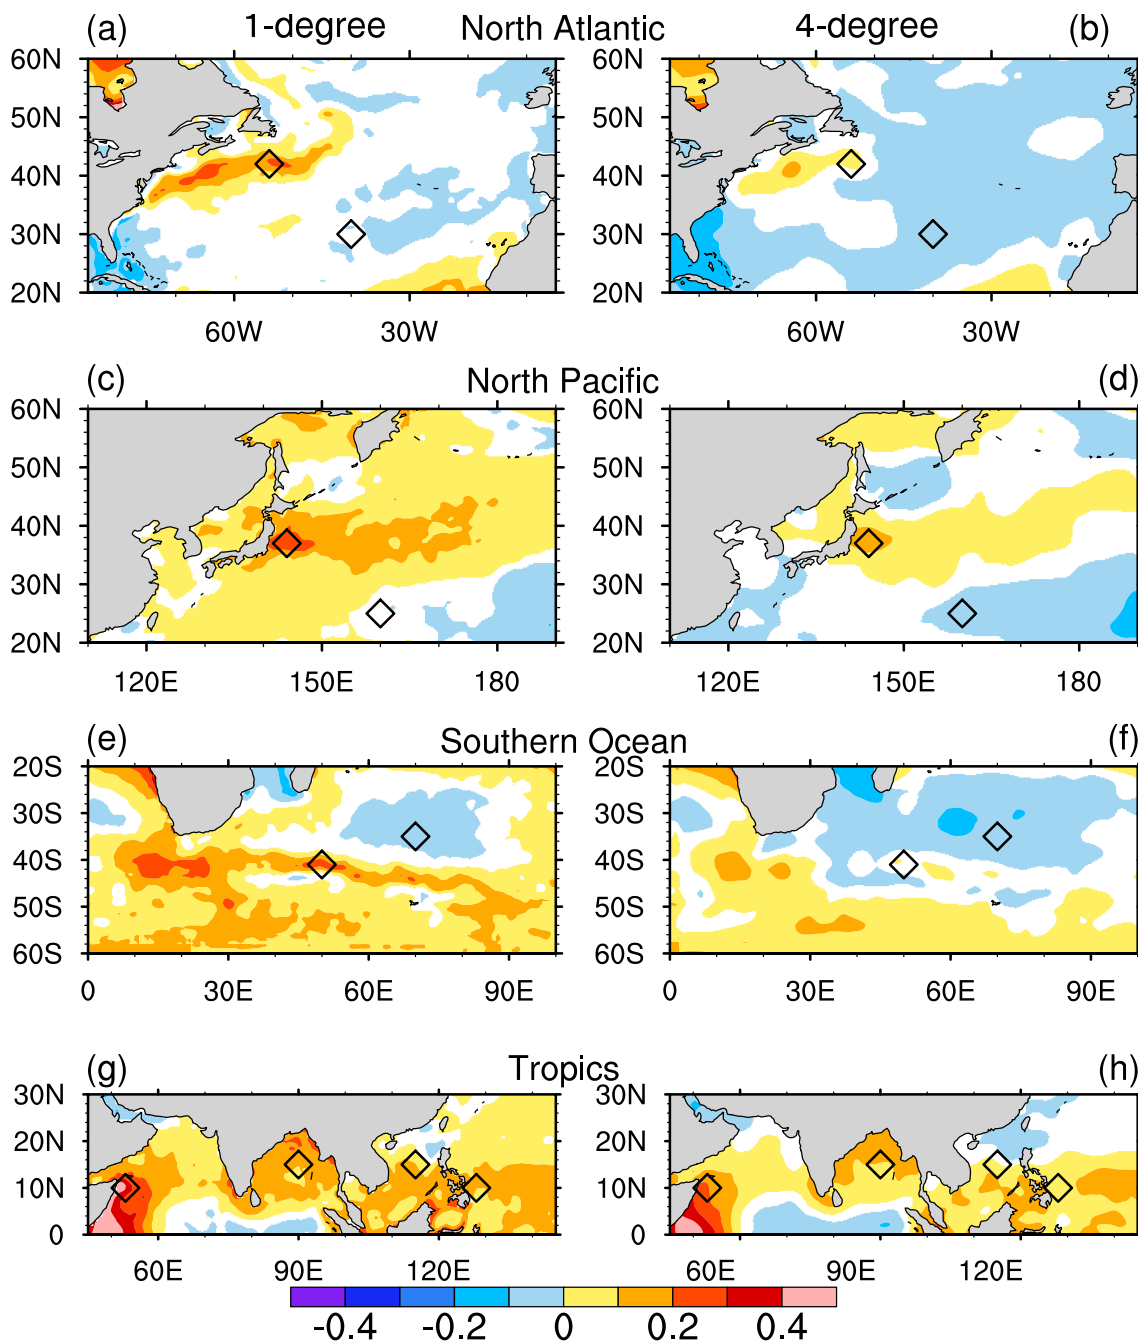 (a) 1-degree North Atlantic 4-degree (b)
60N 60N
50N 50N
40N 40N
30N 30N
20N 20N
60W 30W 60W 30W
(c) North Pacific (d)
60N 60N
50N 50N
40N 40N
30N 30N
20N 20N
120E 150E 180 120E 150E 180
(e) Southern Ocean (f)
20S 20S
30S 30S
40S 40S
50S 50S
60S 60S
0 30E 60E 90E 0 30E 60E 90E
(g) Tropics (h)
30N 30N
20N 20N
10N 10N
0 0
60E 90E 120E 60E 90E 120E
-0.4 -0.2 0 0.2 0.4